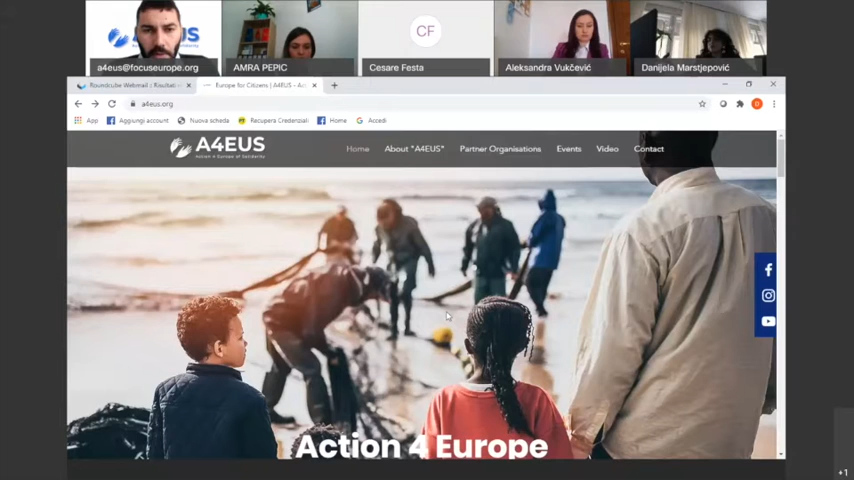 CF
a4eus@focuseurope.org
AMRA PEPIC
Cesare Festa
Aleksandra Vukčević
Danijela Marstjepović
Roundcube Webmail :: Risultati -
Europe for Citizens | A4EUS - Ac
a4eus.org
D
App Aggiungi account Nuova scheda Recupera Credenziali Home Accedi
A4EUS
Action 4 Europe of Solidarity
Home About "A4EUS" Partner Organisations Events Video Contact
Action 4 Europe
+1